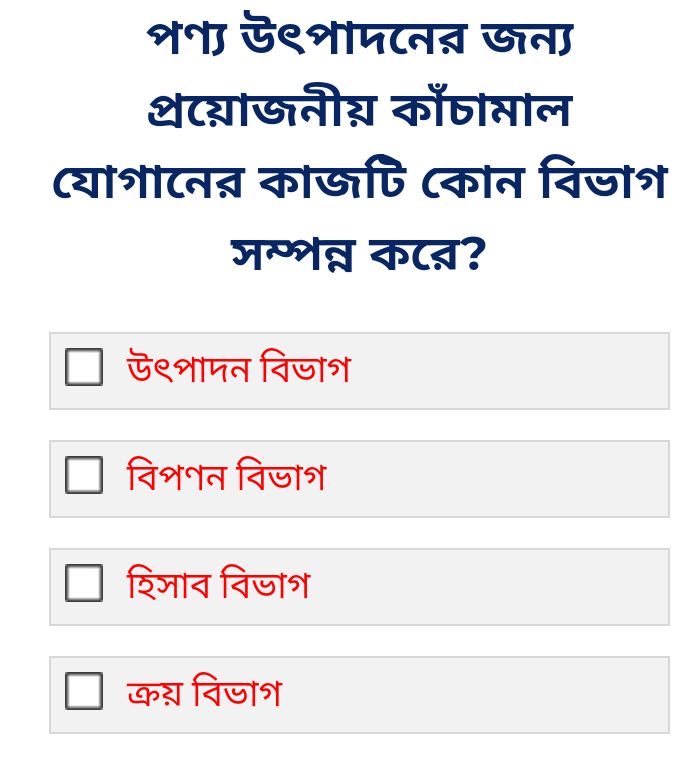 পণ্য উৎপাদনের জন্য
প্রয়োজনীয় কাঁচামাল
যোগানের কাজটি কোন বিভাগ
সম্পন্ন করে?
উৎপাদন বিভাগ
বিপণন বিভাগ
হিসাব বিভাগ
ক্রয় বিভাগ